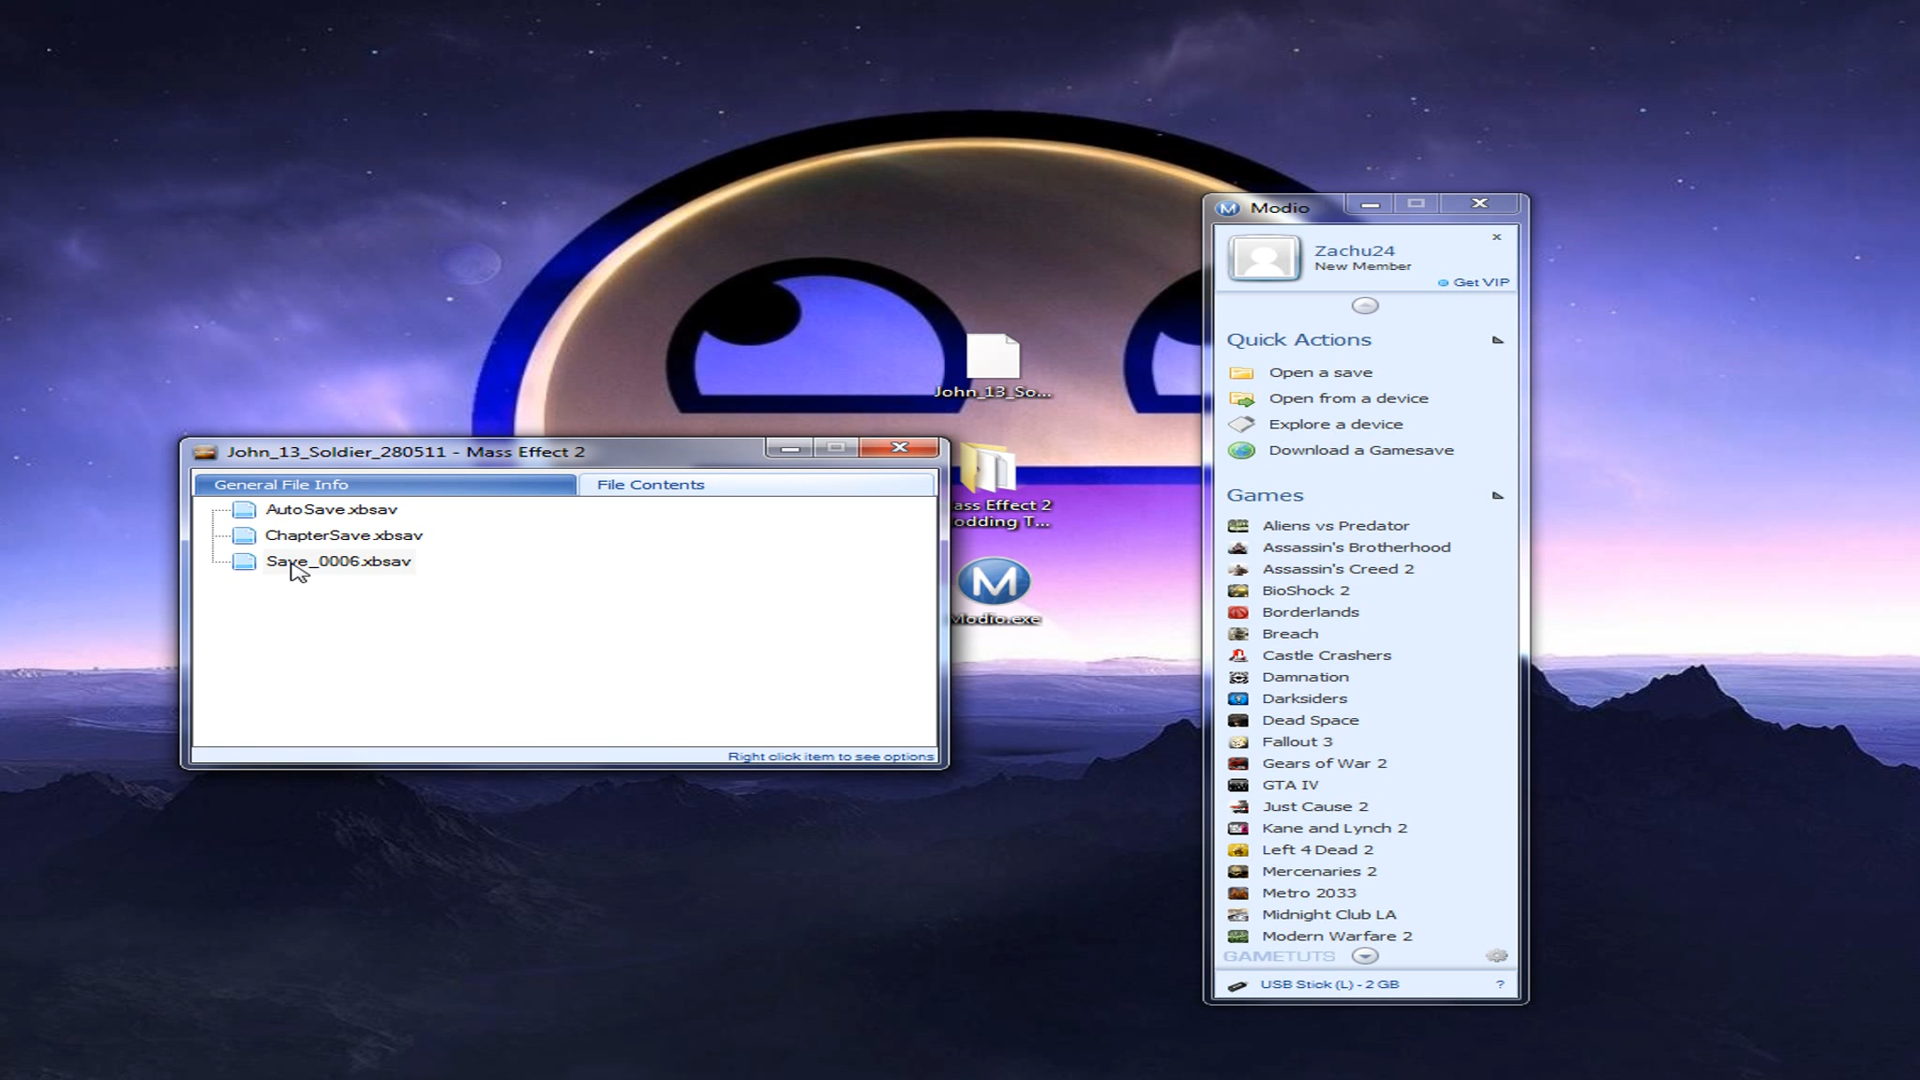 John_13_Soldier_280511 - Mass Effect 2
General File Info
File Contents
AutoSave.xbsav
ChapterSave.xbsav
Save_0006.xbsav
Right click item to see options
John_13_So...
ass Effect 2
odding T...
Modio.exe
Modio
Zachu24
New Member
Get VIP
Quick Actions
Open a save
Open from a device
Explore a device
Download a Gamesave
Games
Aliens vs Predator
Assassin's Brotherhood
Assassin's Creed 2
BioShock 2
Borderlands
Breach
Castle Crashers
Damnation
Darksiders
Dead Space
Fallout 3
Gears of War 2
GTA IV
Just Cause 2
Kane and Lynch 2
Left 4 Dead 2
Mercenaries 2
Metro 2033
Midnight Club LA
Modern Warfare 2
GAMETUTS
USB Stick (L) - 2 GB
?